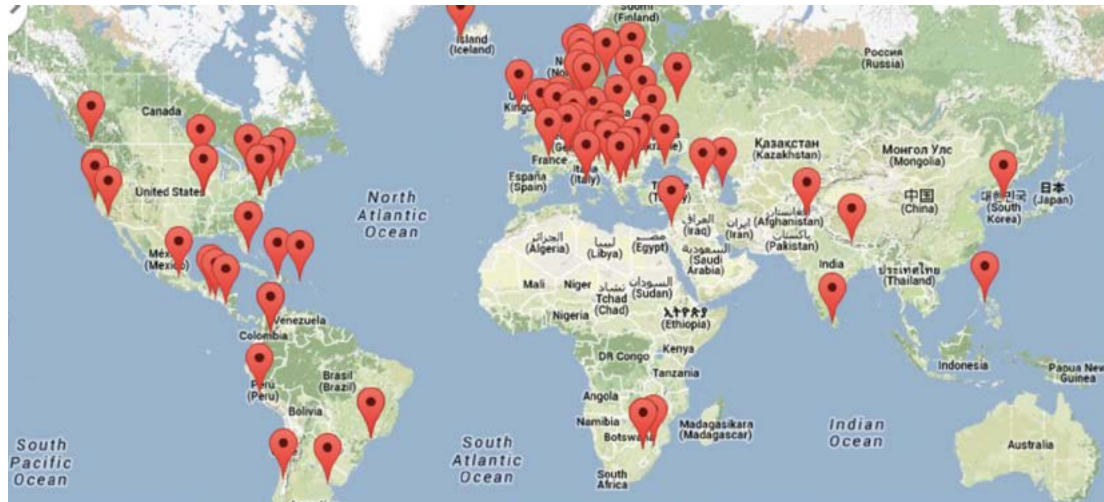 Suomi
(Finland)
Ísland
(Iceland)
Россия
(Russia)
Canada
Қазақстан
(Kazakhstan)
Монгол Улс
(Mongolia)
France
Italia
(Italy)
España
(Spain)
United States
中国
(China)
대한민국
(South
Korea)
日本
(Japan)
North
Atlantic
Ocean
العراق
(Iraq)
ایران
(Iran)
افغانستان
(Afghanistan)
پاکستان
(Pakistan)
الجزائر
(Algeria)
ليبيا
(Libya)
مصر
(Egypt)
السعودية
(Saudi
Arabia)
(Mexico)
India
ประเทศไทย
(Thailand)
Mali
Niger
تشاد
Tchad
(Chad)
السودان
(Sudan)
Nigeria
ኢትዮጵያ
(Ethiopia)
Venezuela
Colombia
DR Congo
Kenya
Tanzania
Indonesia
Papua New
Guinea
Perú
(Peru)
Brasil
(Brazil)
Bolivia
Angola
Namibia
Botswana
Madagasikara
(Madagascar)
South
Africa
Indian
Ocean
Australia
South
Pacific
Ocean
South
Atlantic
Ocean